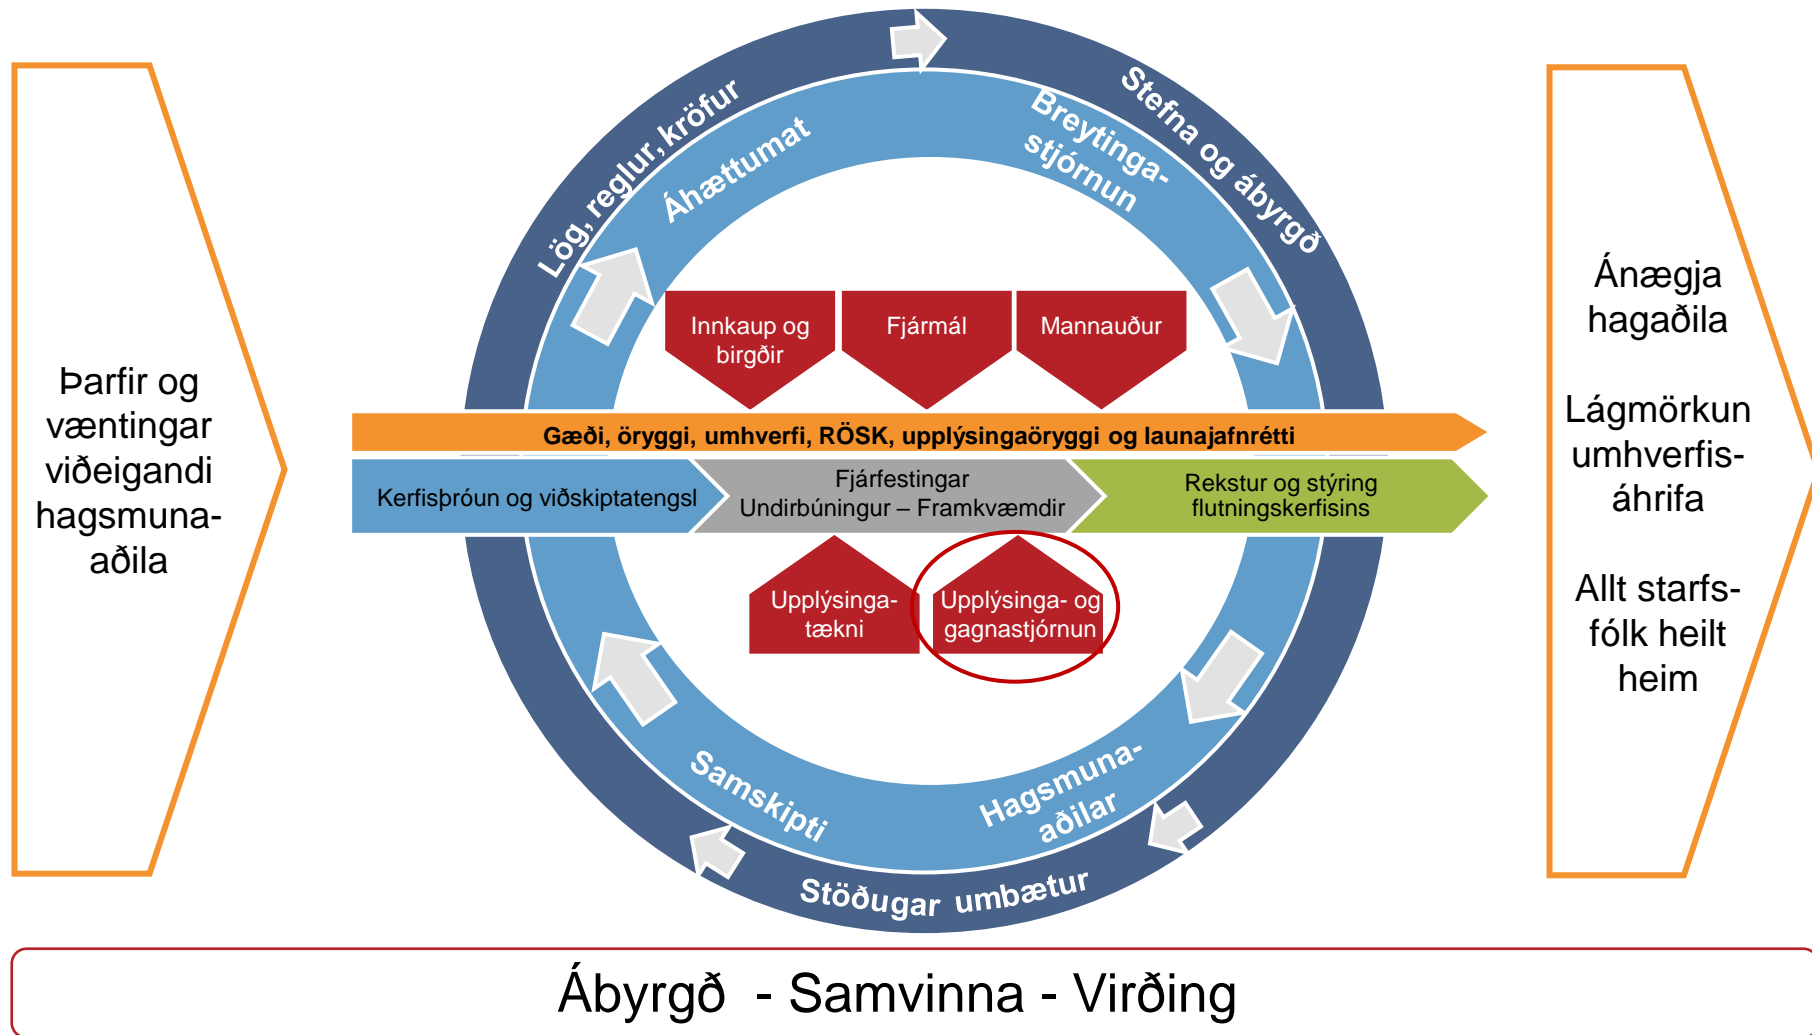 Þarfir og
væntingar
viðeigandi
hagsmuna-
aðila
Lög, reglur, kröfur
Stefna og ábyrgð
Áhættumat
Breytinga-
stjórnun
Innkaup og
birgðir
Fjármál
Mannauður
Gæði, öryggi, umhverfi, RÖSK, upplýsingaöryggi og launajafnrétti
Kerfisþróun og viðskiptatengsl
Fjárfestingar
Undirbúningur – Framkvæmdir
Rekstur og stýring
flutningskerfisins
Upplýsinga-
tækni
Upplýsinga- og
gagnastjórnun
Samskipti
Hagsmuna-
aðilar
Stöðugar umbætur
Ánægja
hagaðila
Lágmörkun
umhverfis-
áhrifa
Allt starfs-
fólk heilt
heim
Ábyrgð - Samvinna - Virðing